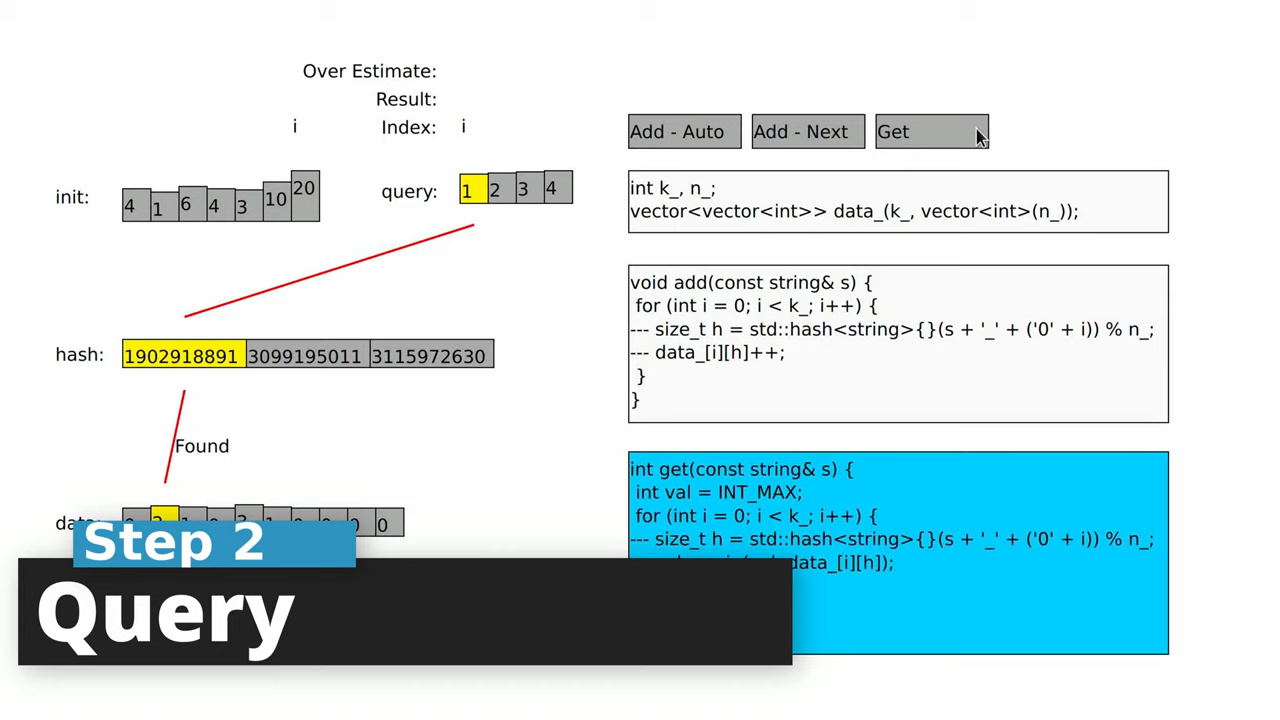 Over Estimate:
Result:
i Index: i
Add - Auto Add - Next Get
init: 4 1 6 4 3 10 20 query: 1 2 3 4
int k_, n_;
vector<vector<int>> data_(k_, vector<int>(n_));
void add(const string& s) {
for (int i = 0; i < k_; i++) {
--- size_t h = std::hash<string>{}(s + '_' + ('0' + i)) % n_;
--- data_[i][h]++;
}
}
hash: 1902918891 3099195011 3115972630
Found
int get(const string& s) {
int val = INT_MAX;
for (int i = 0; i < k_; i++) {
--- size_t h = std::hash<string>{}(s + '_' + ('0' + i)) % n_;
data_[i][h]);
0
Step 2
Query